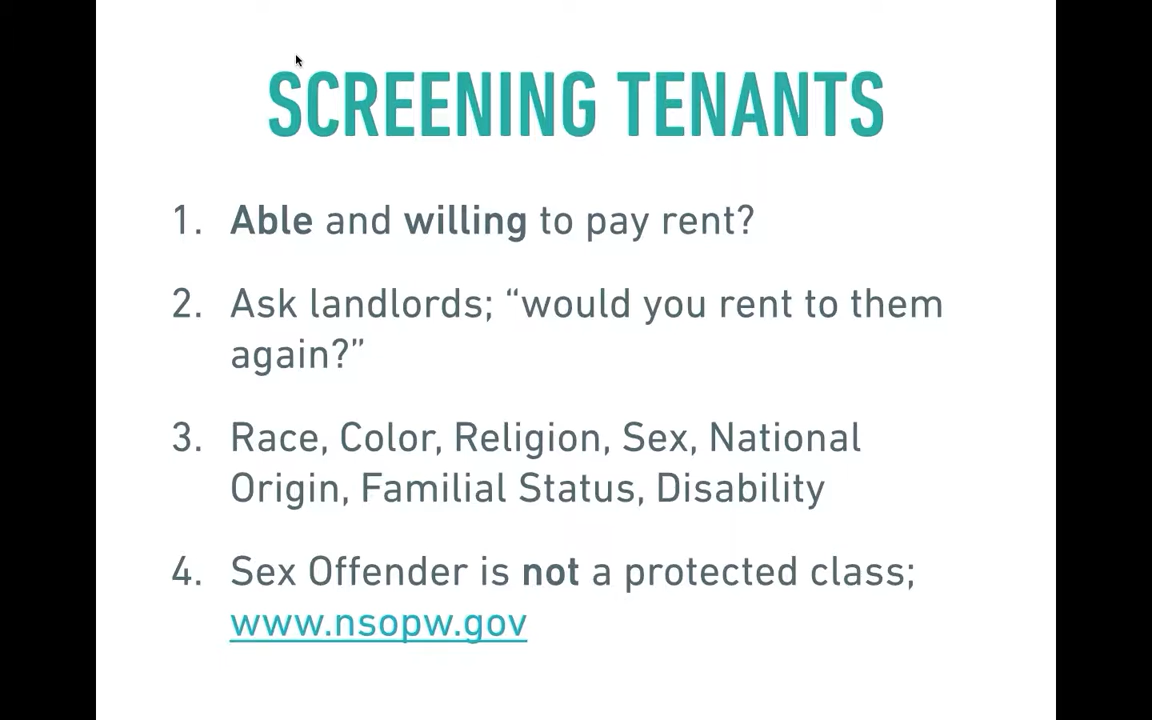 SCREENING TENANTS
1. Able and willing to pay rent?
2. Ask landlords; “would you rent to them
again?”
3. Race, Color, Religion, Sex, National
Origin, Familial Status, Disability
4. Sex Offender is not a protected class;
www.nsopw.gov